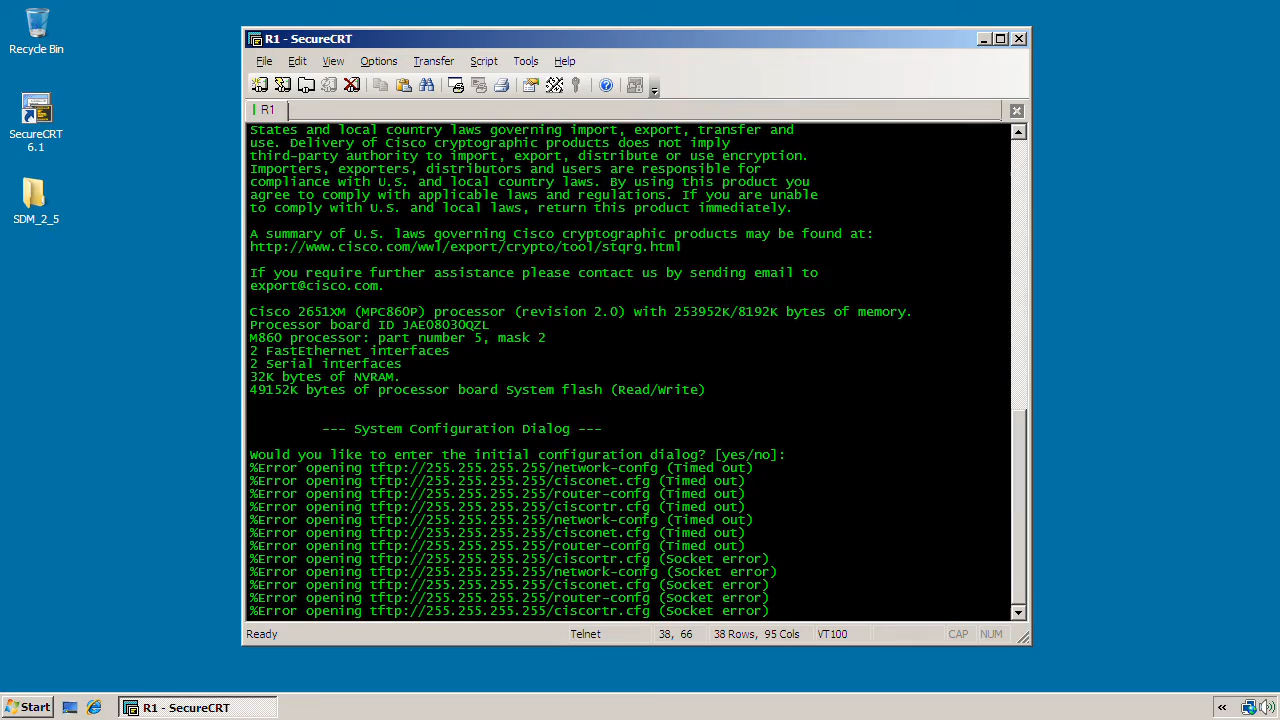 Recycle Bin
SecureCRT
6.1
SDM_2_5
R1 - SecureCRT
File Edit View Options Transfer Script Tools Help
R1
States and local country laws governing import, export, transfer and
use. Delivery of Cisco cryptographic products does not imply
third-party authority to import, export, distribute or use encryption.
Importers, exporters, distributors and users are responsible for
compliance with U.S. and local country laws. By using this product you
agree to comply with applicable laws and regulations. If you are unable
to comply with U.S. and local laws, return this product immediately.
A summary of U.S. laws governing Cisco cryptographic products may be found at:
http://www.cisco.com/wwl/export/crypto/tool/stqrg.html
If you require further assistance please contact us by sending email to
export@cisco.com.
Cisco 2651XM (MPC860P) processor (revision 2.0) with 253952K/8192K bytes of memory.
Processor board ID JAE08030QZL
M860 processor: part number 5, mask 2
2 FastEthernet interfaces
2 Serial interfaces
32K bytes of NVRAM.
49152K bytes of processor board System flash (Read/Write)
--- System Configuration Dialog ---
Would you like to enter the initial configuration dialog? [yes/no]:
%Error opening tftp://255.255.255.255/network-confg (Timed out)
%Error opening tftp://255.255.255.255/cisconet.cfg (Timed out)
%Error opening tftp://255.255.255.255/router-confg (Timed out)
%Error opening tftp://255.255.255.255/ciscortr.cfg (Timed out)
%Error opening tftp://255.255.255.255/network-confg (Timed out)
%Error opening tftp://255.255.255.255/cisconet.cfg (Timed out)
%Error opening tftp://255.255.255.255/router-confg (Timed out)
%Error opening tftp://255.255.255.255/ciscortr.cfg (Socket error)
%Error opening tftp://255.255.255.255/network-confg (Socket error)
%Error opening tftp://255.255.255.255/cisconet.cfg (Socket error)
%Error opening tftp://255.255.255.255/router-confg (Socket error)
%Error opening tftp://255.255.255.255/ciscortr.cfg (Socket error)
Ready Telnet 38, 66 38 Rows, 95 Cols VT100 CAP NUM
Start R1 - SecureCRT